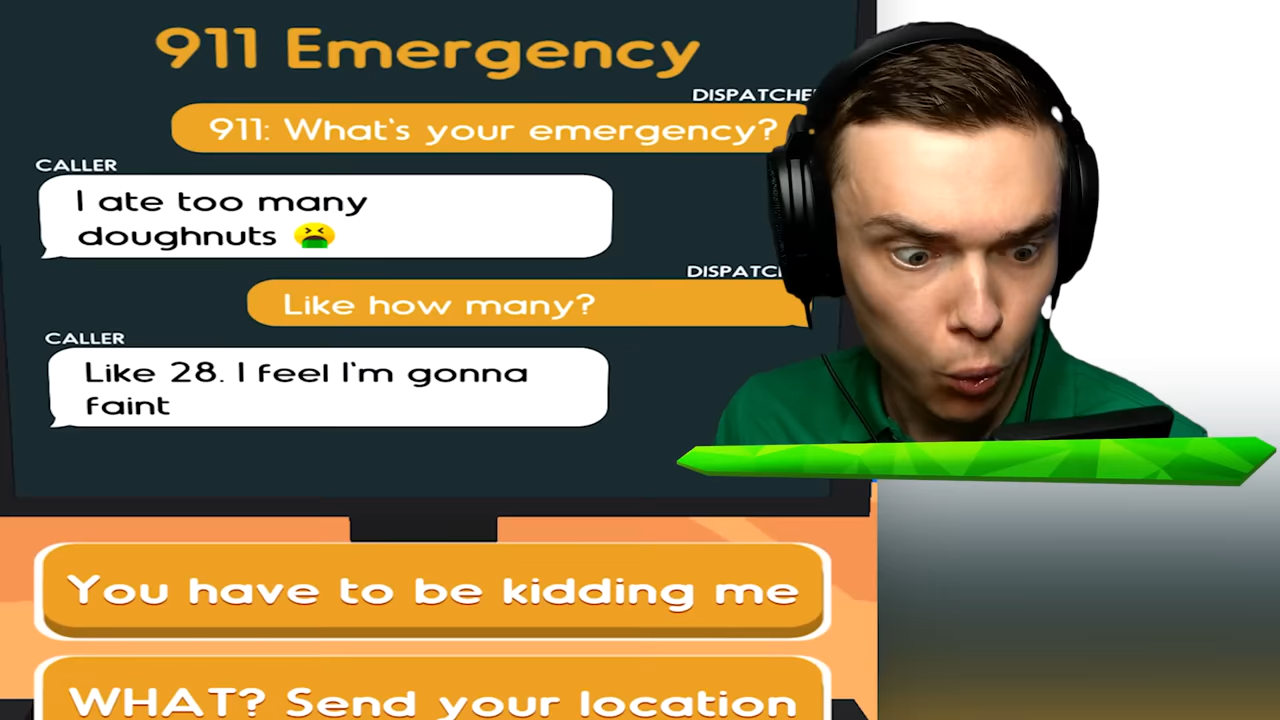 911 Emergency
911: What's your emergency?
CALLER
I ate too many
doughnuts
Like how many?
CALLER
Like 28. I feel I'm gonna
faint
You have to be kidding me
WHAT? Send your location